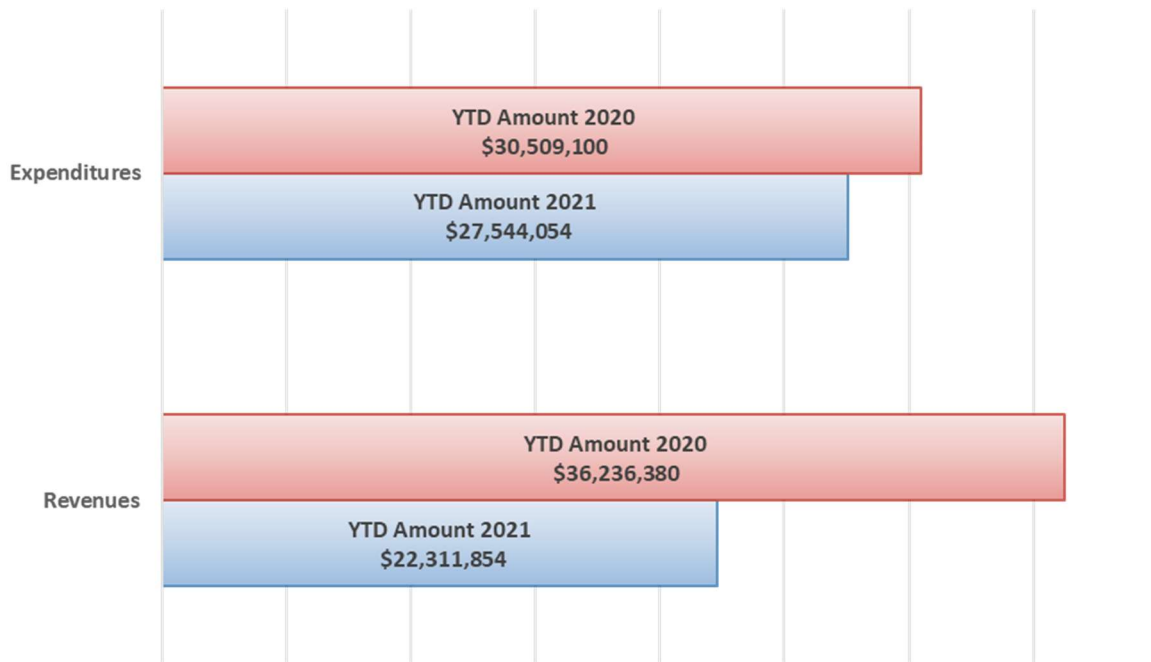 Expenditures
YTD Amount 2020
$30,509,100
YTD Amount 2021
$27,544,054
Revenues
YTD Amount 2020
$36,236,380
YTD Amount 2021
$22,311,854